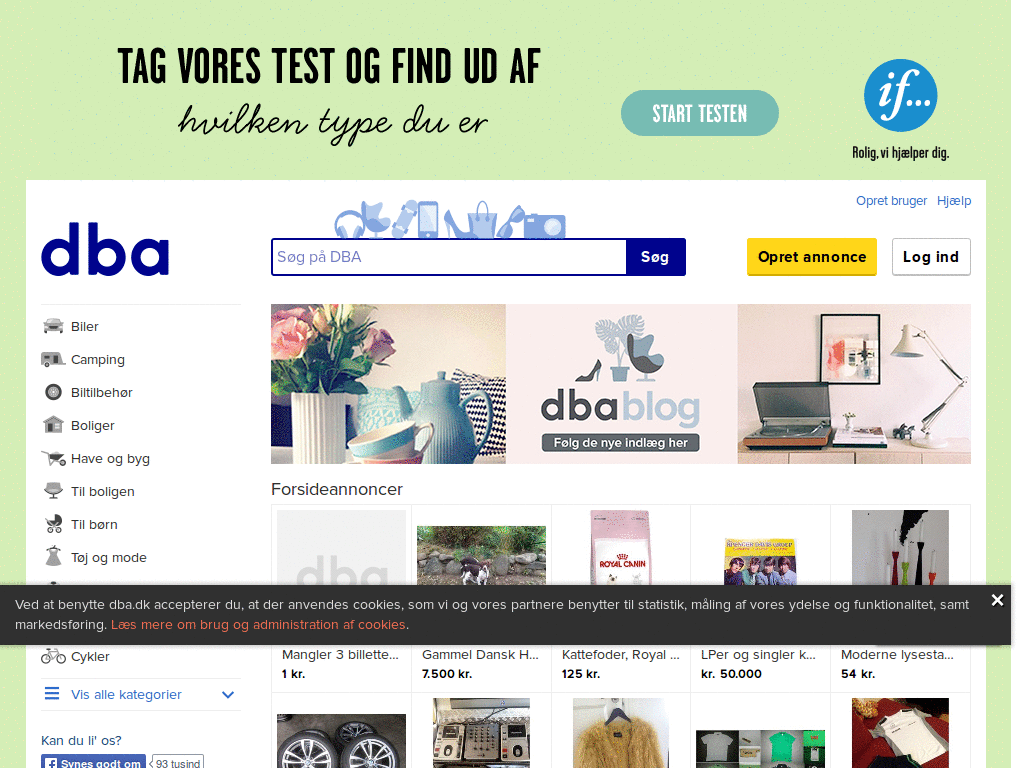 TAG VORES TEST OG FIND UD AF
hvilken type du er
START TESTEN
if...
Rolig, vi hjælper dig.
Opret bruger Hjælp
dba
Søg på DBA
Søg
Opret annonce
Log ind
Biler
Camping
Biltilbehør
Boliger
Have og byg
Til boligen
Til børn
Tøj og mode
dbablog
Følg de nye indlæg her
Forsideannoncer
dba
ROYAL CANIN
Ved at benytte dba.dk accepterer du, at der anvendes cookies, som vi og vores partnere benytter til statistik, måling af vores ydelse og funktionalitet, samt
markedsføring. Læs mere om brug og administration af cookies.
Cykler
Vis alle kategorier
Kan du li' os?
Synes godt om
93 tusind
Mangler 3 billette...
1 kr.
Gammel Dansk H...
7.500 kr.
Kattefoder, Royal ...
125 kr.
LPer og singler k...
kr. 50.000
Moderne lysesta...
54 kr.